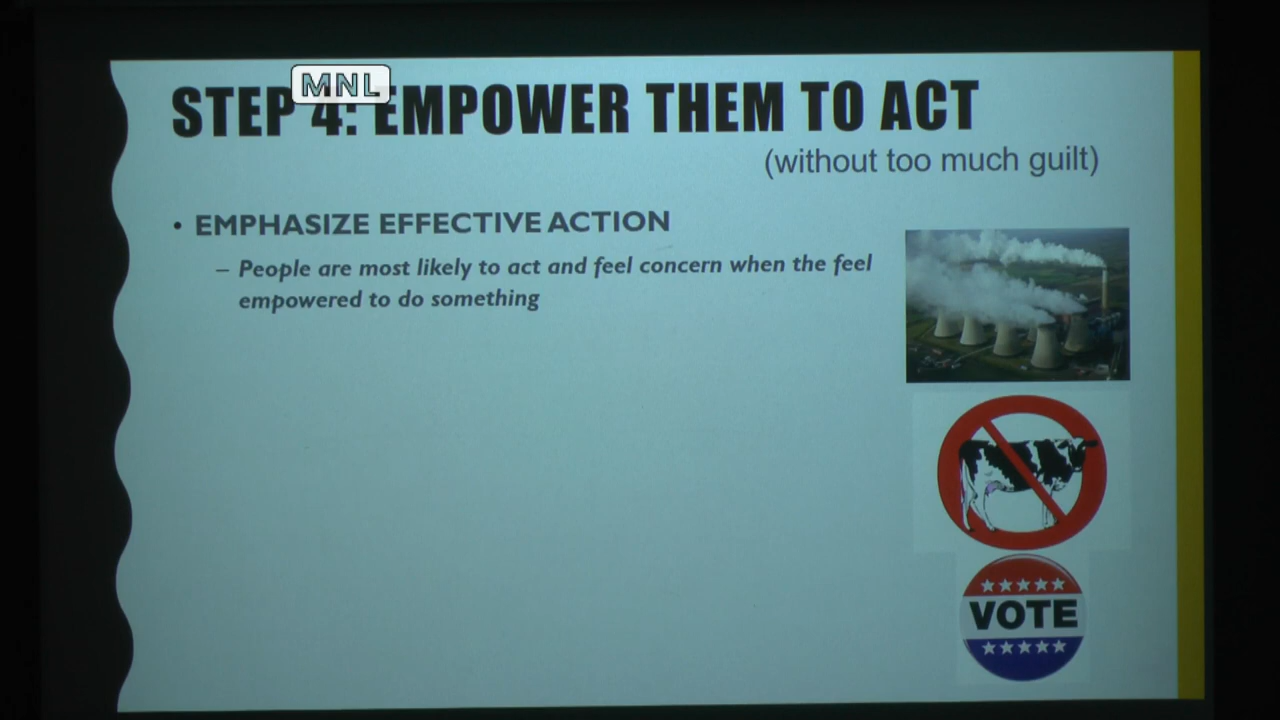 MNL
STEP 4: EMPOWER THEM TO ACT
(without too much guilt)
• EMPHASIZE EFFECTIVE ACTION
– People are most likely to act and feel concern when the feel
empowered to do something
VOTE